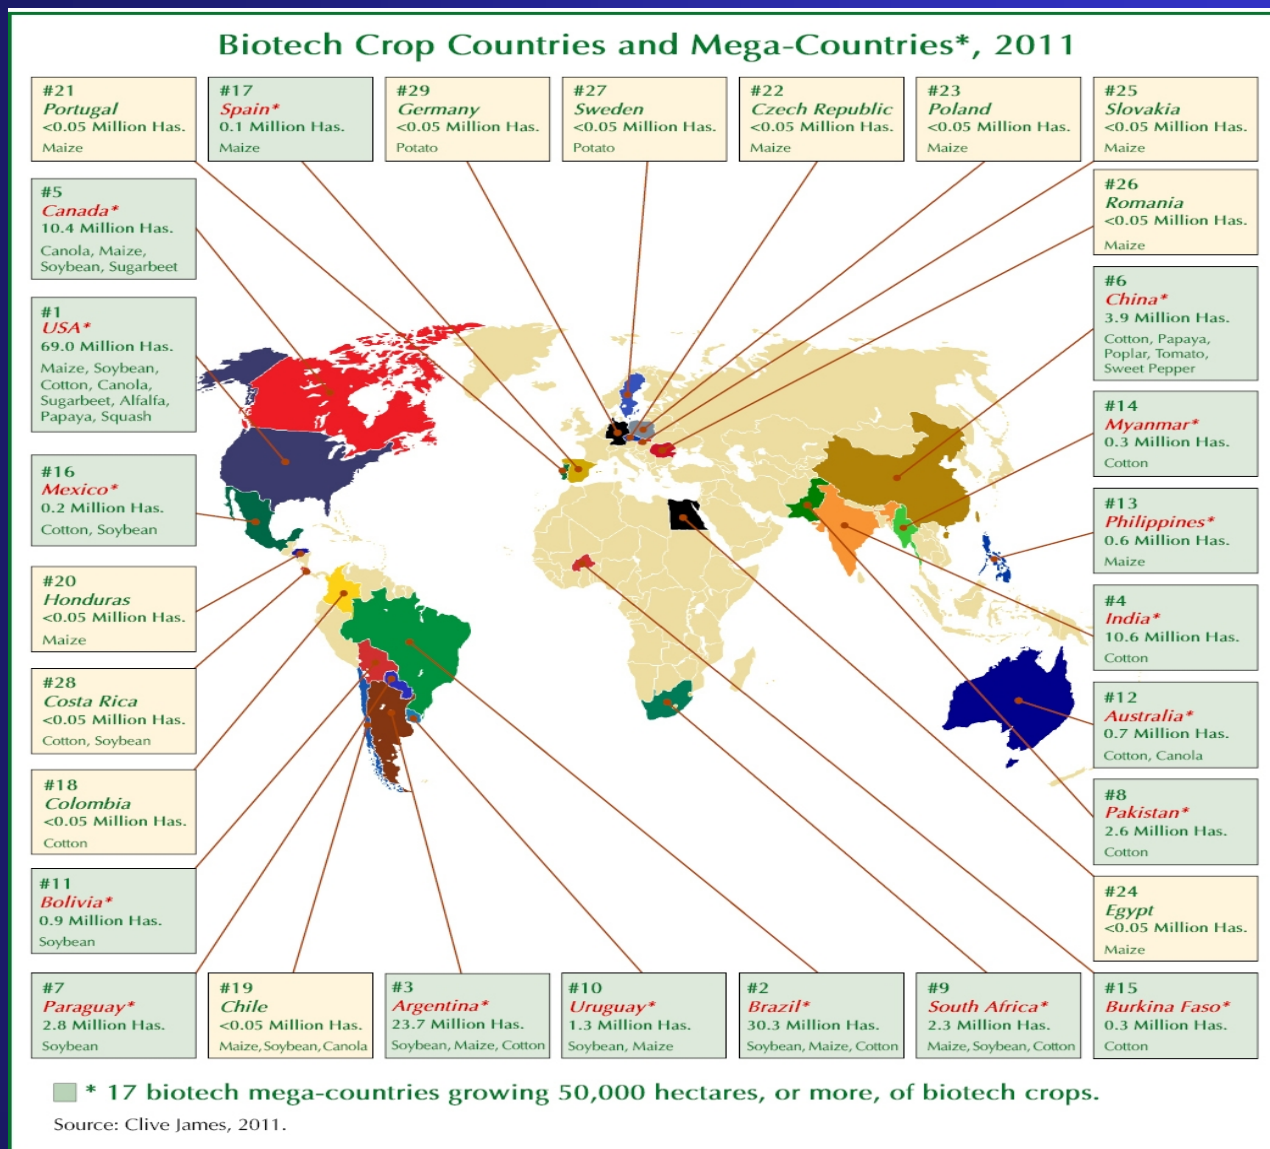 Biotech Crop Countries and Mega-Countries*, 2011
#21
Portugal
<0.05 Million Has.
Maize
#17
Spain*
0.1 Million Has.
Maize
#29
Germany
<0.05 Million Has.
Potato
#27
Sweden
<0.05 Million Has.
Potato
#22
Czech Republic
<0.05 Million Has.
Maize
#23
Poland
<0.05 Million Has.
Maize
#25
Slovakia
<0.05 Million Has.
Maize
#5
Canada*
10.4 Million Has.
Canola, Maize,
Soybean, Sugarbeet
#1
USA*
69.0 Million Has.
Maize, Soybean,
Cotton, Canola,
Sugarbeet, Alfalfa,
Papaya, Squash
#16
Mexico*
0.2 Million Has.
Cotton, Soybean
#20
Honduras
<0.05 Million Has.
Maize
#28
Costa Rica
<0.05 Million Has.
Cotton, Soybean
#18
Colombia
<0.05 Million Has.
Cotton
#11
Bolivia*
0.9 Million Has.
Soybean
#26
Romania
<0.05 Million Has.
Maize
#6
China*
3.9 Million Has.
Cotton, Papaya,
Poplar, Tomato,
Sweet Pepper
#14
Myanmar*
0.3 Million Has.
Cotton
#13
Philippines*
0.6 Million Has.
Maize
#4
India*
10.6 Million Has.
Cotton
#12
Australia*
0.7 Million Has.
Cotton, Canola
#8
Pakistan*
2.6 Million Has.
Cotton
#24
Egypt
<0.05 Million Has.
Maize
#7
Paraguay*
2.8 Million Has.
Soybean
#19
Chile
<0.05 Million Has.
Maize, Soybean, Canola
#3
Argentina*
23.7 Million Has.
Soybean, Maize, Cotton
#10
Uruguay*
1.3 Million Has.
Soybean, Maize
#2
Brazil*
30.3 Million Has.
Soybean, Maize, Cotton
#9
South Africa*
2.3 Million Has.
Maize, Soybean, Cotton
#15
Burkina Faso*
0.3 Million Has.
Cotton
* 17 biotech mega-countries growing 50,000 hectares, or more, of biotech crops.
Source: Clive James, 2011.